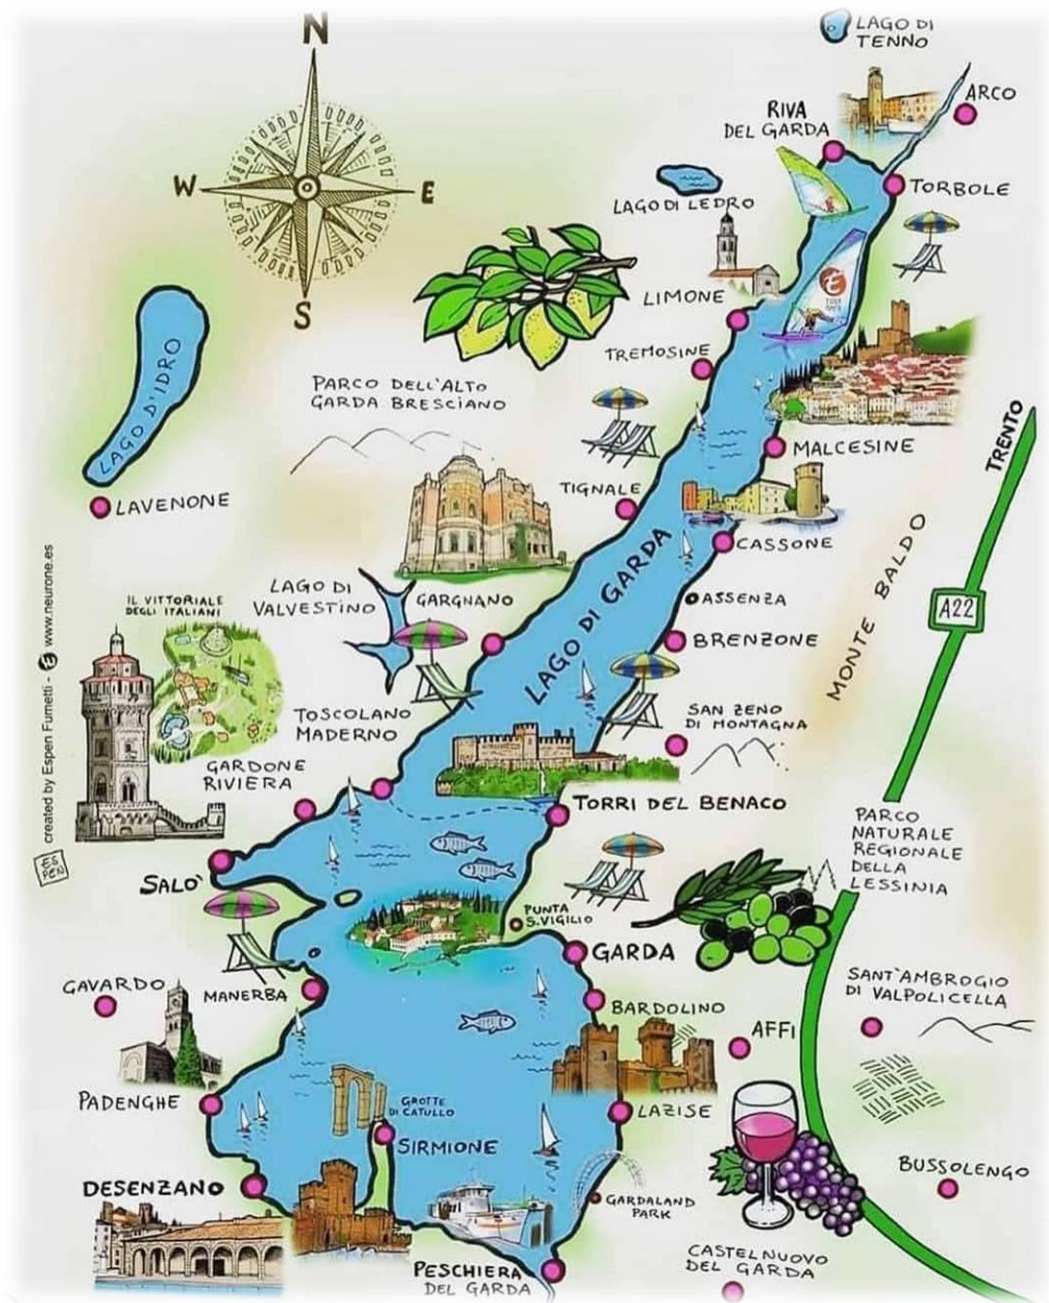 N
LAGO DI
TENNO
ARCO
RIVA
DEL GARDA
W
E
TORBOLE
LAGO DI LEDRO
S
LIMONE
TREMOSINE
PARCO DELL'ALTO
GARDA BRESCIANO
LAGO D'IDRO
TRENTO
MALCESINE
TIGNALE
LAVENONE
CASSONE
LAGO DI GARDA
MONTE BALDO
LAGO DI
VALVESTINO
GARGNANO
ASSENZA
A22
IL VITTORIALE
DEGLI ITALIANI
BRENZONE
created by Espen Fumetti - www.neurone.es
TOSCOLANO
MADERNO
SAN ZENO
DI MONTAGNA
GARDONE
RIVIERA
TORRI DEL BENACO
PARCO
NATURALE
REGIONALE
DELLA
LESSINIA
ES
PEN
SALO'
PUNTA
S.VIGILIO
GARDA
GAVARDO
MANERBA
SANT'AMBROGIO
DI VALPOLICELLA
BARDOLINO
AFFI
PADENGHE
GROTTE
DI CATULLO
LAZISE
SIRMIONE
DESENZANO
BUSSOLENGO
GARDALAND
PARK
PESCHIERA
DEL GARDA
CASTELNUOVO
DEL GARDA